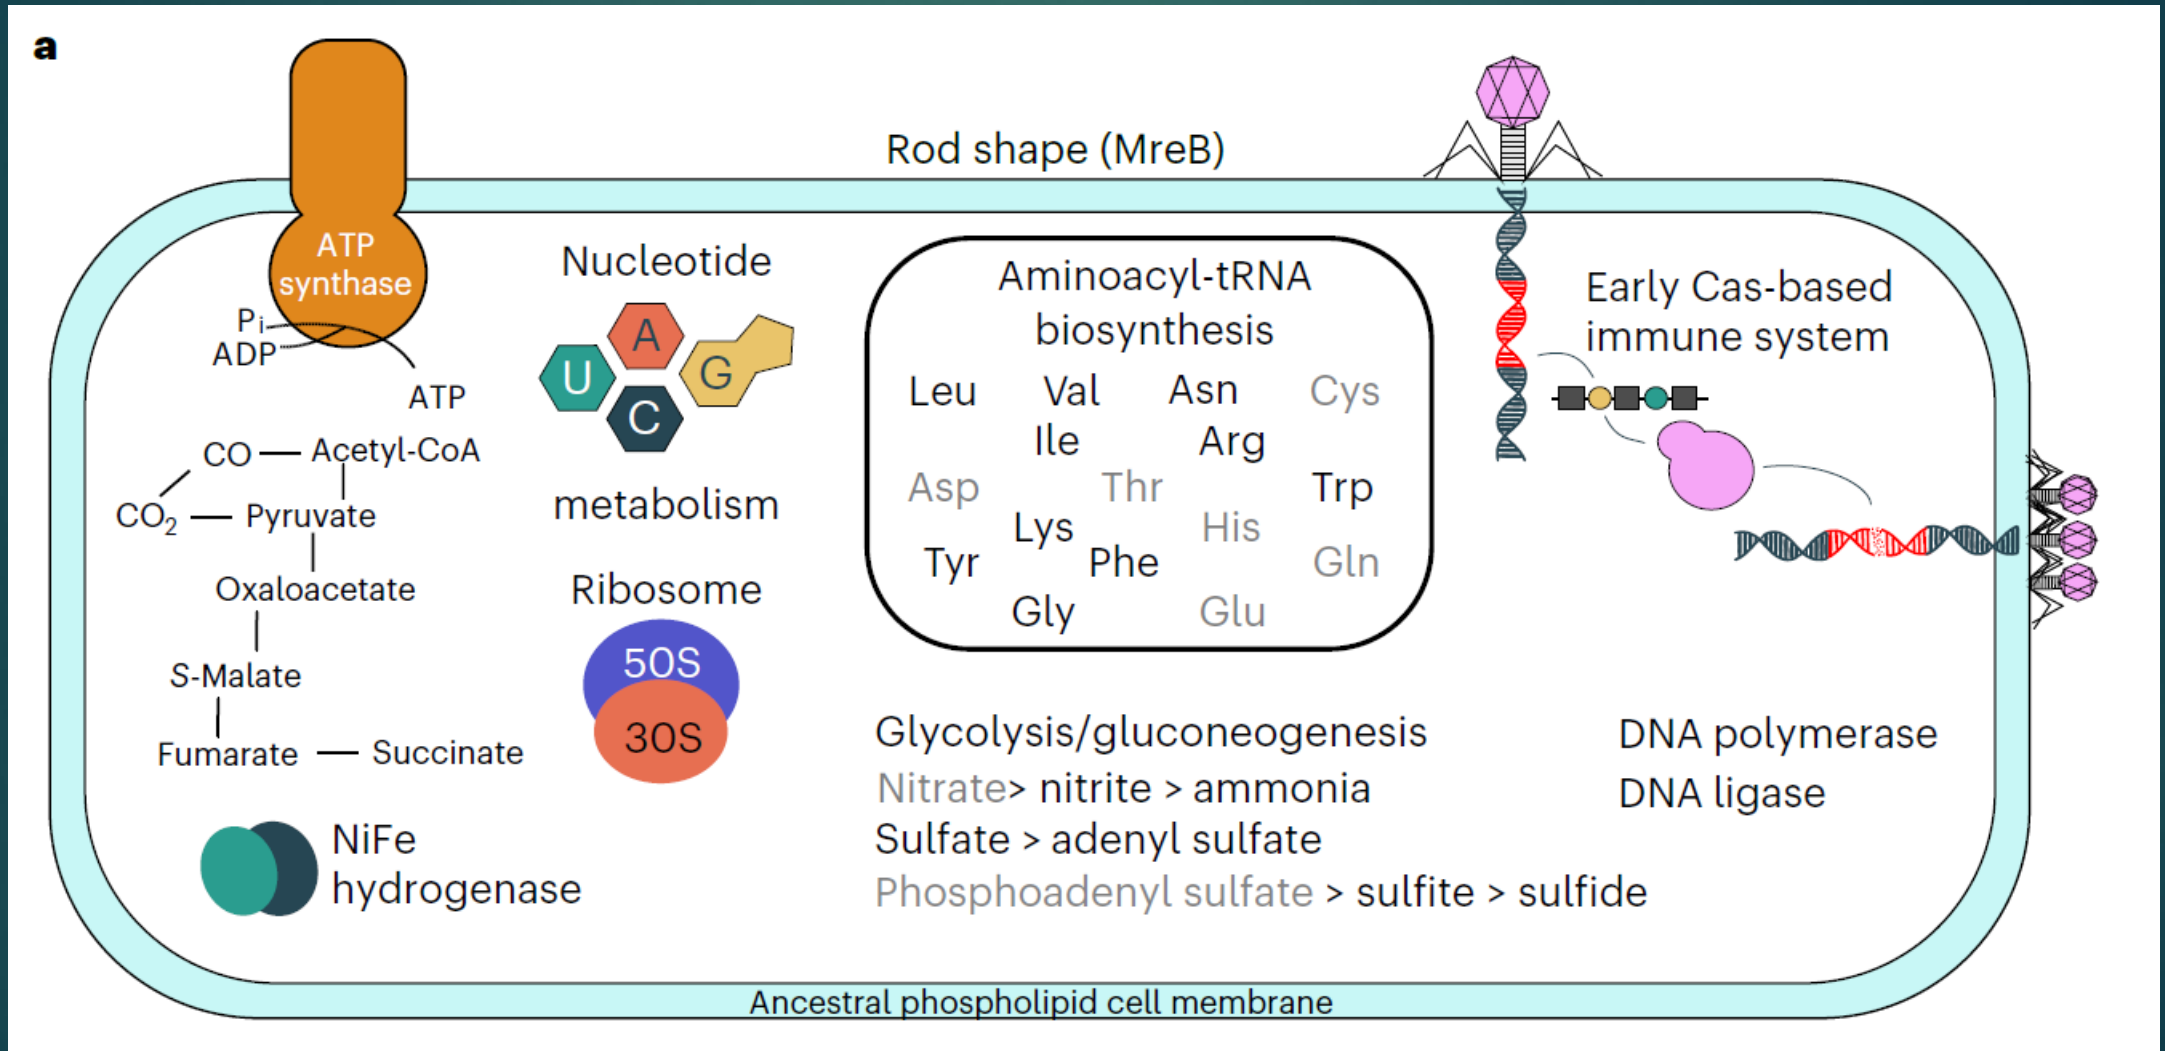 a
Rod shape (MreB)
ATP
synthase
Pi
ADP
ATP
CO — Acetyl-CoA
CO₂ — Pyruvate
Oxaloacetate
S-Malate
Fumarate — Succinate
NiFe
hydrogenase
Nucleotide
A
U
G
C
metabolism
Ribosome
50S
30S
Aminoacyl-tRNA
biosynthesis
Leu Val Asn Cys
Ile Arg
Asp Thr Trp
Lys His
Tyr Phe Gln
Gly Glu
Early Cas-based
immune system
Glycolysis/gluconeogenesis
Nitrate> nitrite > ammonia
Sulfate > adenyl sulfate
Phosphoadenyl sulfate > sulfite > sulfide
DNA polymerase
DNA ligase
Ancestral phospholipid cell membrane